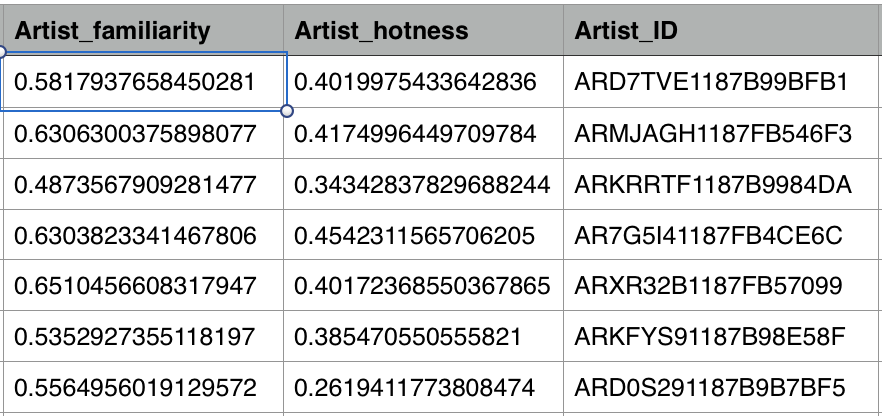 Artist_familiarity Artist_hotness Artist_ID
0.5817937658450281 0.4019975433642836 ARD7TVE1187B99BFB1
0.6306300375898077 0.4174996449709784 ARMJAGH1187FB546F3
0.4873567909281477 0.34342837829688244 ARKRRTF1187B9984DA
0.6303823341467806 0.4542311565706205 AR7G5I41187FB4CE6C
0.6510456608317947 0.40172368550367865 ARXR32B1187FB57099
0.5352927355118197 0.385470550555821 ARKFYS91187B98E58F
0.5564956019129572 0.2619411773808474 ARD0S291187B9B7BF5